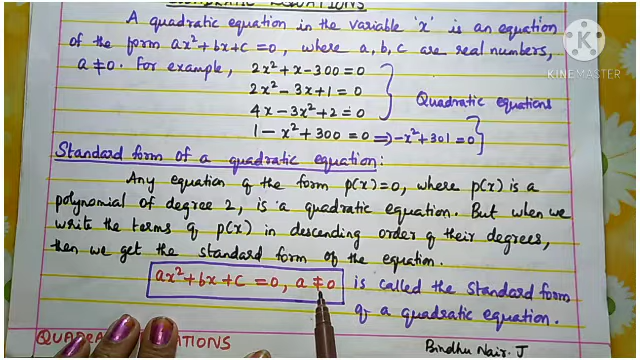 QUADRATIC EQUATIONS
A quadratic equation in the variable 'x' is an equation
of the form ax²+bx+c=0, where a, b, c are real numbers,
a≠0. For example, 2x²+x-300=0
2x²-3x+1=0
4x-3x²+2=0
1-x²+300=0 ⇒ -x²+301=0
Quadratic equations
KINEMASTER
Standard form of a quadratic equation:
Any equation of the form p(x)=0, where p(x) is a
polynomial of degree 2, is a quadratic equation. But when we
write the terms of p(x) in descending order of their degrees,
then we get the standard form of the equation.
ax²+bx+c=0, a≠0 is called the Standard form
of a quadratic equation.
Bindhu Nair. J